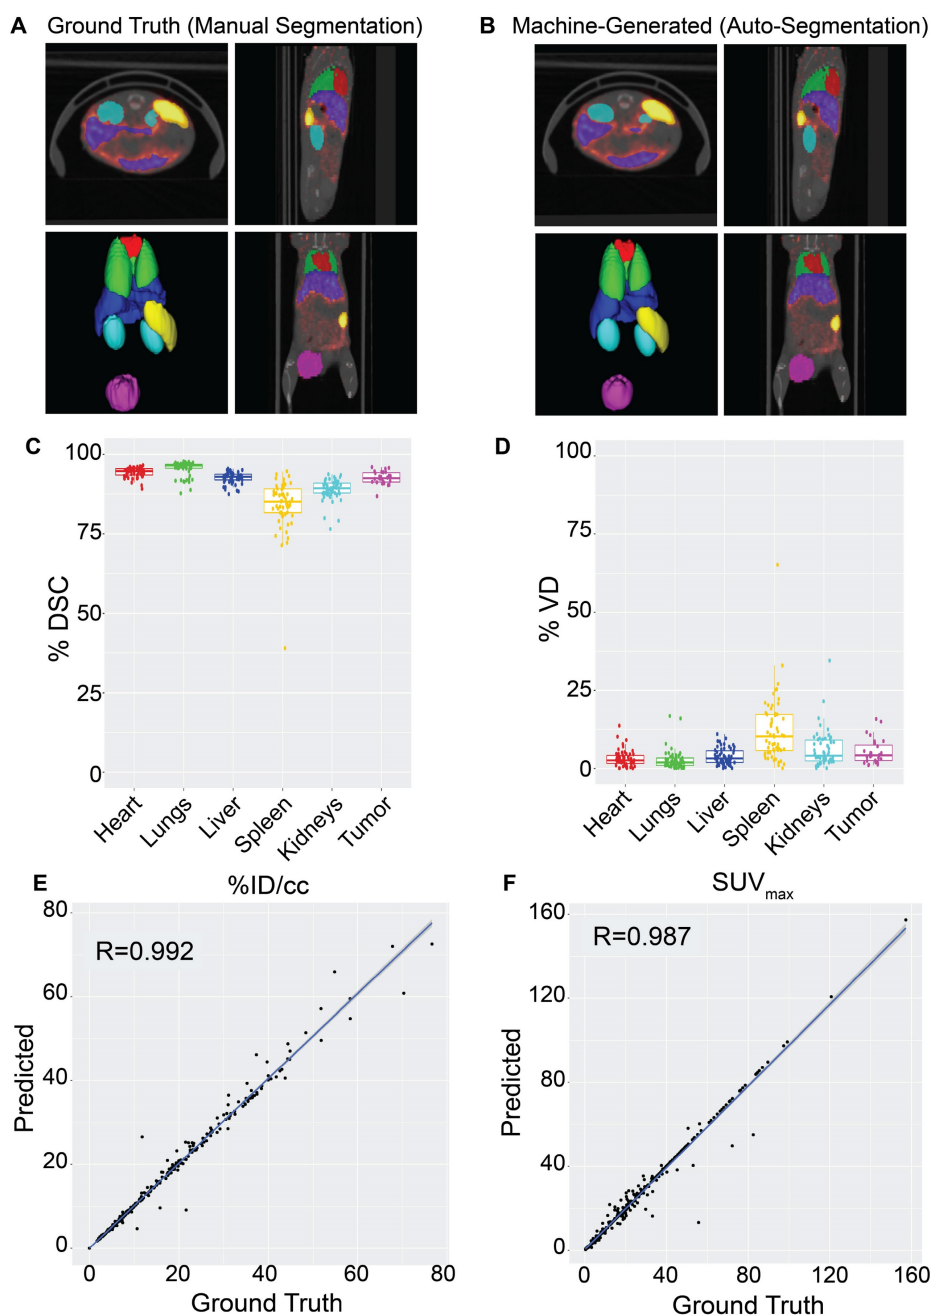 A Ground Truth (Manual Segmentation)
B Machine-Generated (Auto-Segmentation)
C
100
75
50
25
0
% DSC
Heart
Lungs
Liver
Spleen
Kidneys
Tumor
D
100
75
50
25
0
% VD
Heart
Lungs
Liver
Spleen
Kidneys
Tumor
E %ID/cc
R=0.992
80
60
40
20
0
Predicted
0 20 40 60 80
Ground Truth
F SUVmax
R=0.987
160
120
80
40
0
Predicted
0 40 80 120 160
Ground Truth